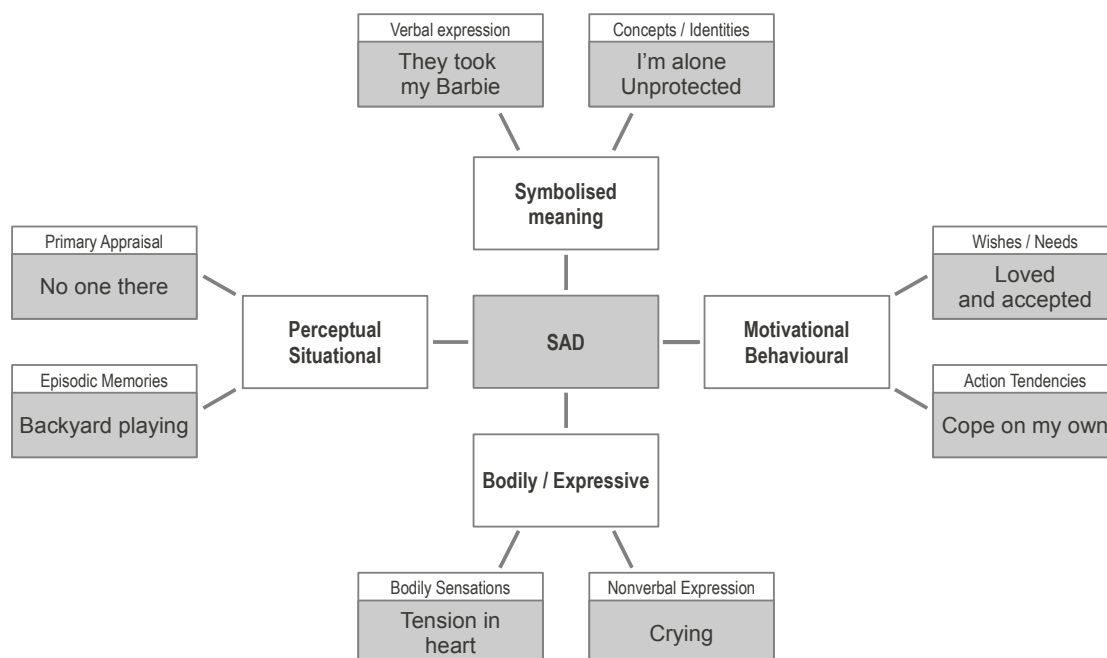 Verbal expression
They took
my Barbie
Concepts / Identities
I'm alone
Unprotected
Symbolised
meaning
Primary Appraisal
No one there
Episodic Memories
Backyard playing
Perceptual
Situational
SAD
Motivational
Behavioural
Wishes / Needs
Loved
and accepted
Action Tendencies
Cope on my own
Bodily / Expressive
Bodily Sensations
Tension in
heart
Nonverbal Expression
Crying